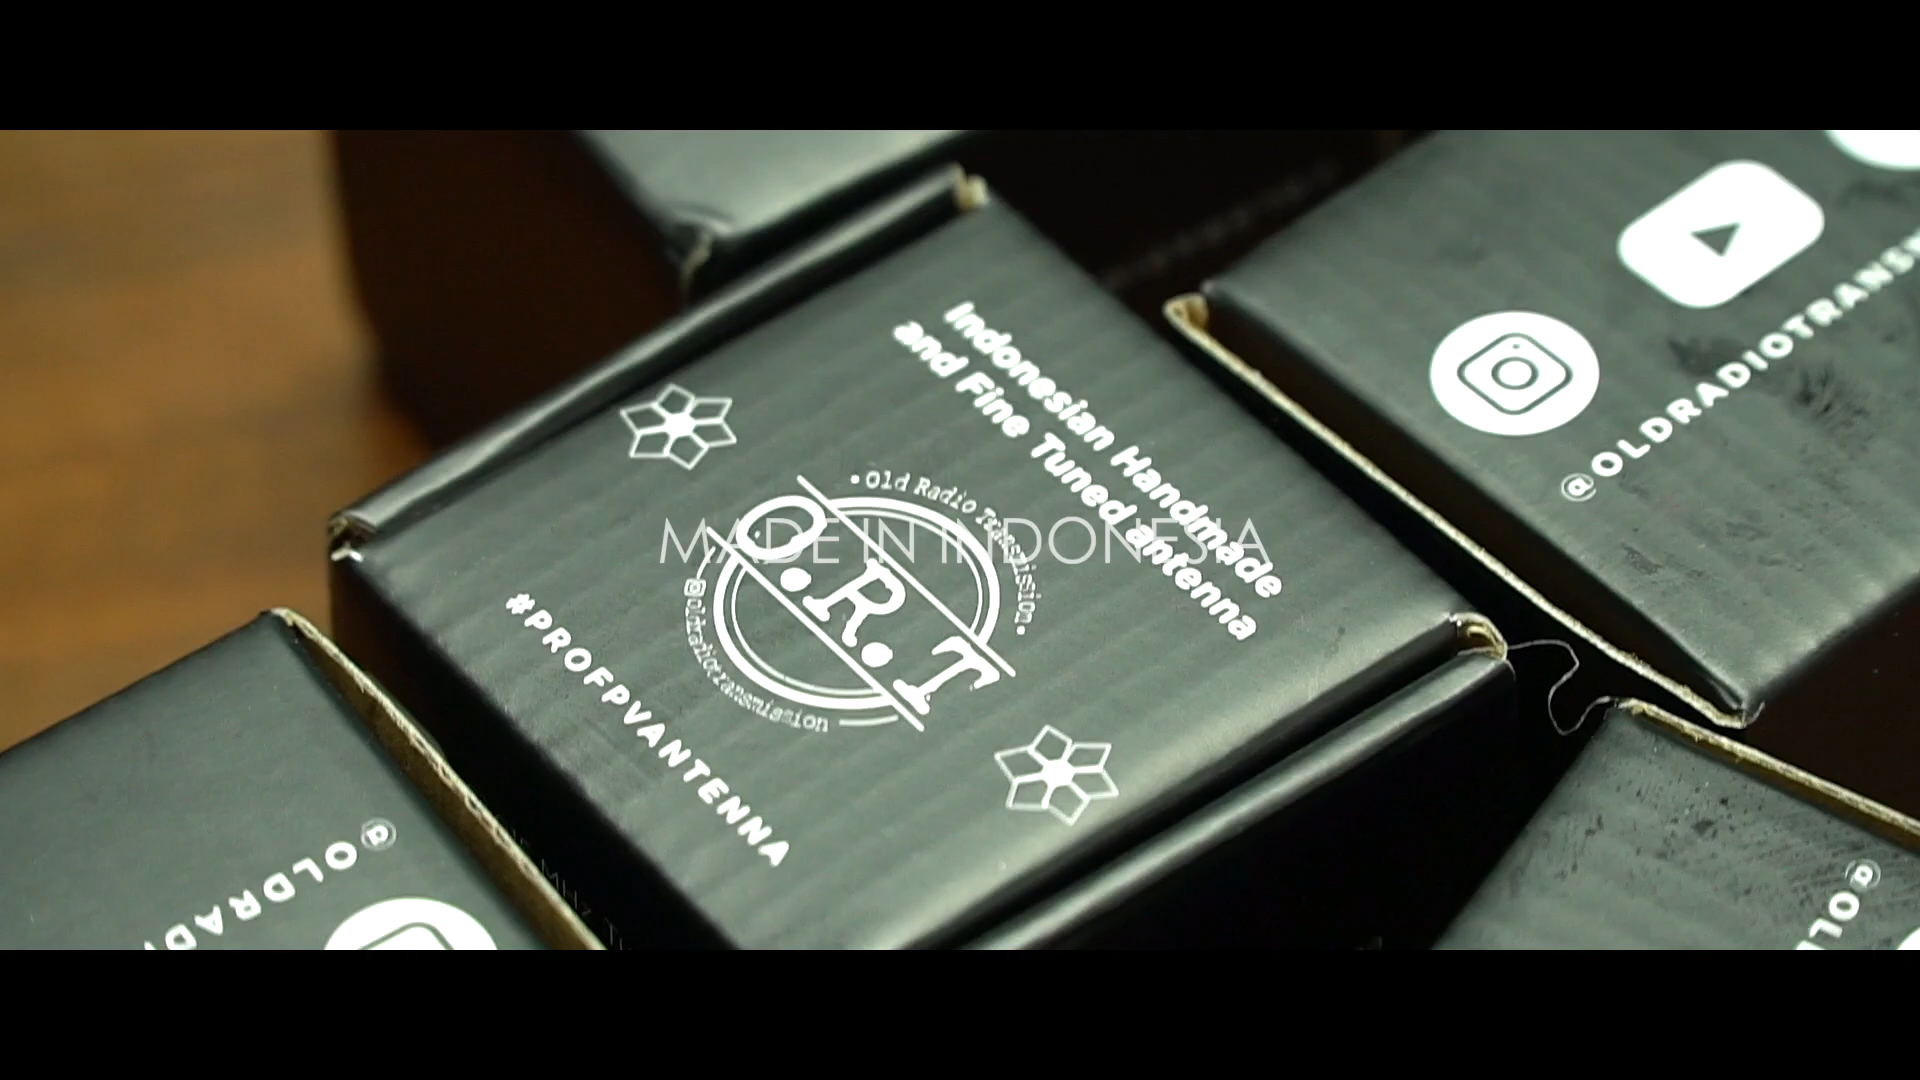 Indonesian Handmade
and Fine Tuned antenna
• Old Radio Transmission •
O.R.T
@oldradiotransmission
#PROFPVANTENNA
MADE IN INDONESIA
@OLDRADIOTRANS
@OLDRADI
@OL